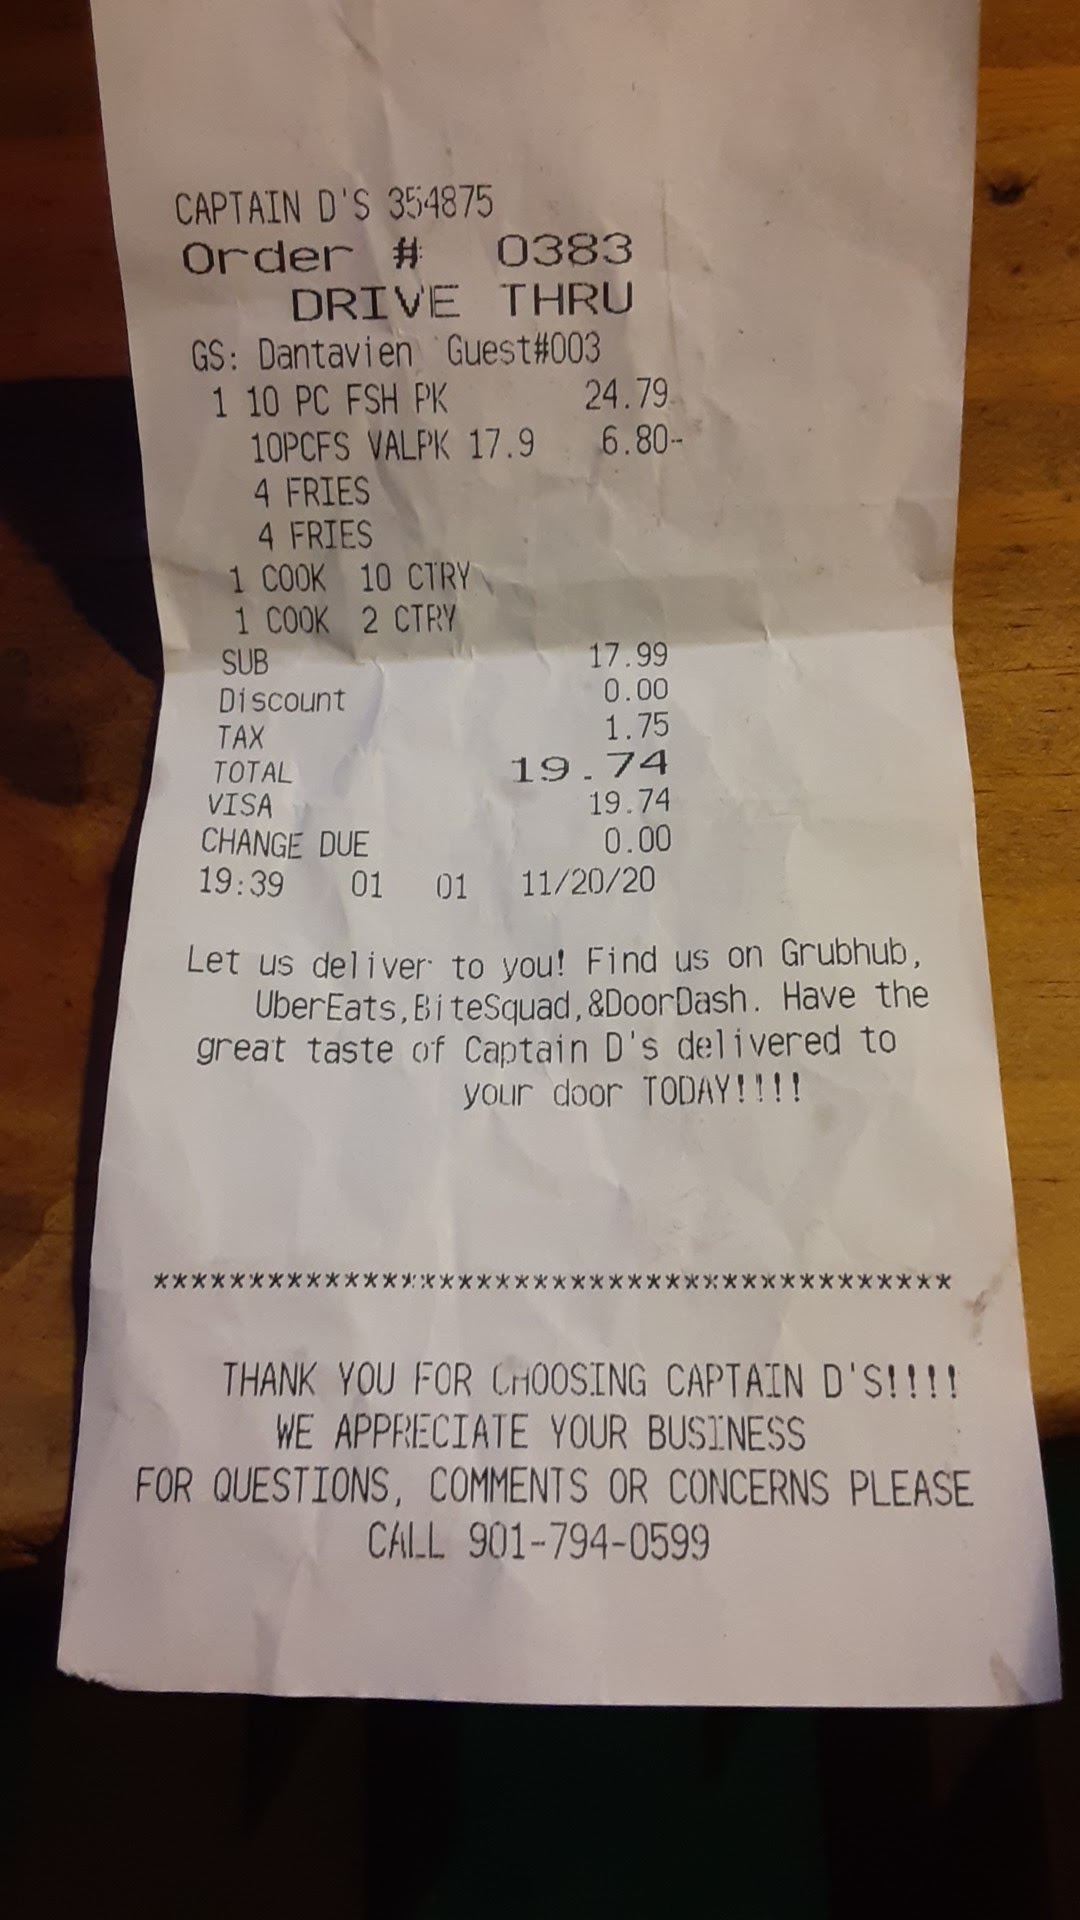 CAPTAIN D'S 354875
Order # 0383
DRIVE THRU
GS: Dantavien Guest#003
1 10 PC FSH PK 24.79
10PCFS VALPK 17.9 6.80-
4 FRIES
4 FRIES
1 COOK 10 CTRY
1 COOK 2 CTRY
SUB 17.99
Discount 0.00
TAX 1.75
TOTAL 19.74
VISA 19.74
CHANGE DUE 0.00
19:39 01 01 11/20/20
Let us deliver to you! Find us on Grubhub,
UberEats,BiteSquad,&DoorDash. Have the
great taste of Captain D's delivered to
your door TODAY!!!!
******************************************
THANK YOU FOR CHOOSING CAPTAIN D'S!!!!
WE APPRECIATE YOUR BUSINESS
FOR QUESTIONS, COMMENTS OR CONCERNS PLEASE
CALL 901-794-0599